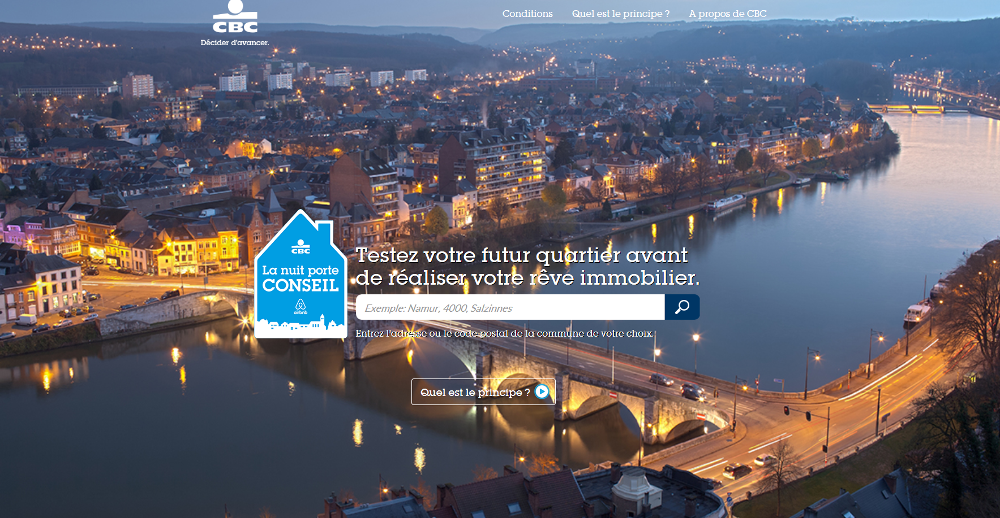 CBC
Décider d'avancer.
Conditions
Quel est le principe ?
A propos de CBC
CBC
La nuit porte
CONSEIL
airbnb
Testez votre futur quartier avant
de réaliser votre rêve immobilier.
Exemple: Namur, 4000, Salzinnes
Entrez l'adresse ou le code postal de la commune de votre choix.
Quel est le principe ?